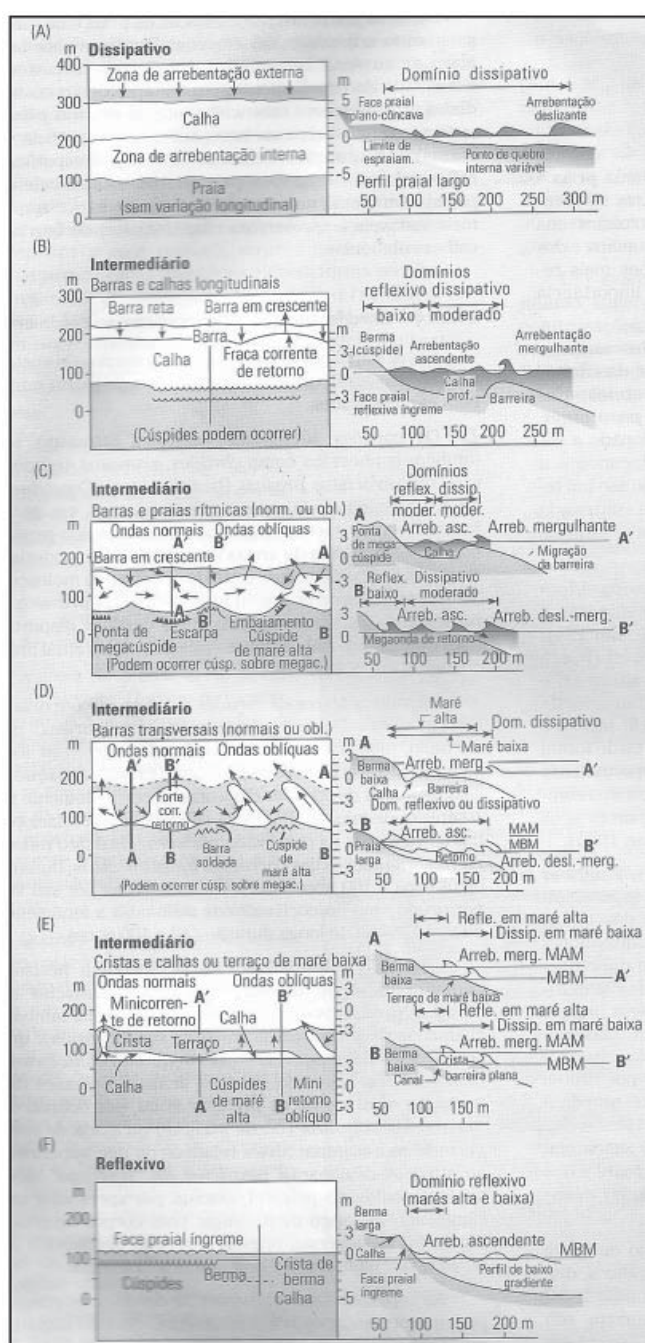 (A)
Dissipativo
m
400
300
200
100
0
Zona de arrebentação externa
Calha
Zona de arrebentação interna
Praia
(sem variação longitudinal)
m
5
0
-5
Domínio dissipativo
Face praial
plano-côncava
Arrebentação
deslizante
Limite de
espraiam.
Ponto de quebra
interna variável
Perfil praial largo
50 100 150 200 300 m
(B)
Intermediário
Barras e calhas longitudinais
m
300
200
100
0
Barra reta
Barra em crescente
Barra
Calha
Fraca corrente
de retorno
(Cúspides podem ocorrer)
m
3
0
-3
Domínios
reflexivo dissipativo
baixo moderado
Berma
(cúspide)
Arrebentação
ascendente
Arrebentação
mergulhante
Calha
prof.
Face praial
reflexiva íngreme
Barreira
50 100 150 200 250 m
(C)
Intermediário
Barras e praias rítmicas (norm. ou obl.)
m
200
100
0
Ondas normais Ondas oblíquas
A' B'
Barra em crescente
A
A B
Ponta de
megacúspide
Escarpa
Embaiamento
Cúspide
de maré alta
B
(Podem ocorrer cúsp. sobre megac.)
m
3
0
-3
Domínios
reflex. dissip.
moder. moder.
A
Arreb. asc. Arreb. mergulhante
A'
Ponta
de mega
cúspide
Calha
Migração
da barreira
B
Reflex.
baixo
Dissipativo
moderado
Arreb. asc. Arreb. desl.-merg.
B'
Megaonda de retorno
3
0
50 100 150 200 m
(D)
Intermediário
Barras transversais (normais ou obl.)
m
200
100
0
Ondas normais Ondas oblíquas
A' B'
A
Forte
corr.
retorno
A B
Barra
soldada
Cúspide
de maré
alta
B
(Podem ocorrer cúsp. sobre megac.)
m
3
0
-3
Maré
alta
Dom. dissipativo
Maré baixa
A
Berma
baixa
Arreb. merg.
A'
Calha
Barreira
Dom. reflexivo ou dissipativo
B
Arreb. asc.
MAM
MBM
B'
Praia
larga
Retorno
Arreb. desl.-merg.
3
0
-3
50 100 150 200 m
(E)
Intermediário
Cristas e calhas ou terraço de maré baixa
m
100
0
Ondas normais Ondas oblíquas
A' B'
Minicorren-
te de retorno
Calha
Crista
Terraço
Calha
A
Cúspides
de maré
alta
B
Mini
retorno
oblíquo
m
3
0
-3
Refle. em maré alta
Dissip. em maré baixa
A
Berma
baixa
Arreb. merg. MAM
MBM
A'
Terraço de maré baixa
Refle. em maré alta
Dissip. em maré baixa
B
Berma
baixa
Arreb. merg. MAM
Crista
MBM
B'
Canal
barreira plana
3
0
-3
50 100 150 200 m
(F)
Reflexivo
m
200
100
0
Face praial íngreme
Cúspides
Berma
Crista de
berma
Calha
m
5
0
-5
Domínio reflexivo
(marés alta e baixa)
Berma
larga
Arreb. ascendente
MBM
Calha
Face praial
íngreme
Perfil de baixo
gradiente
50 100 150 200 m